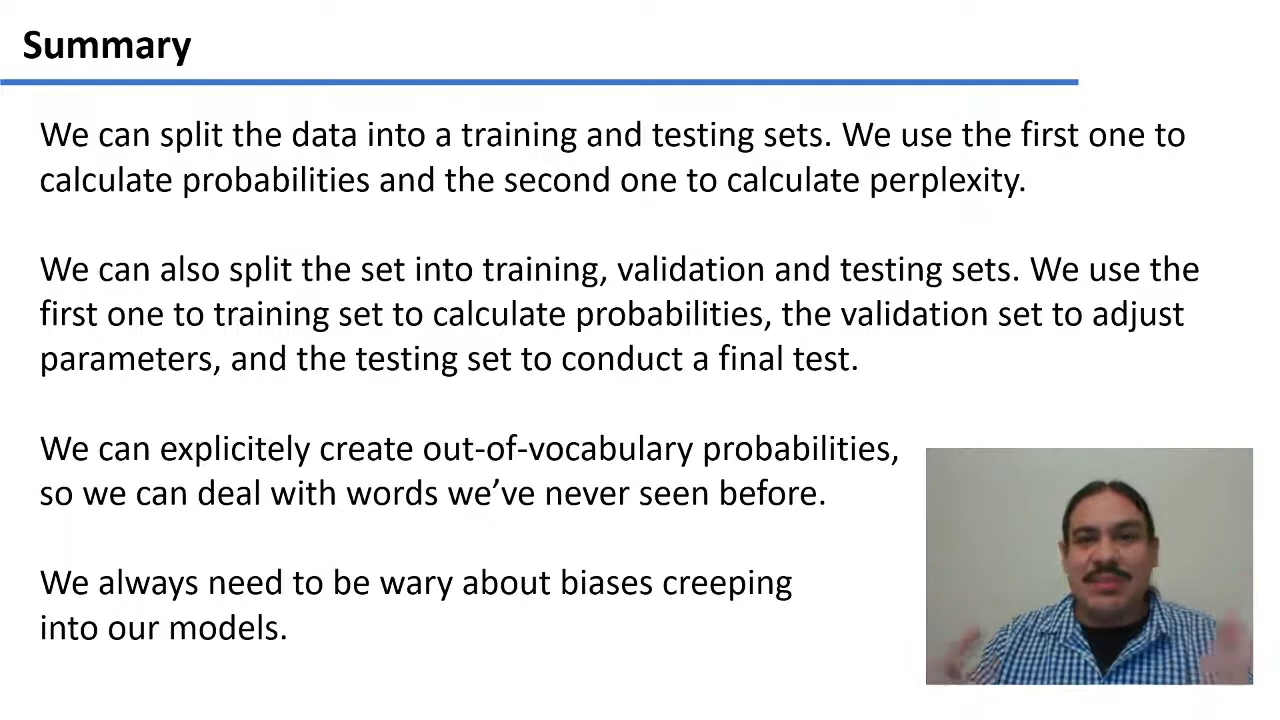 Summary
We can split the data into a training and testing sets. We use the first one to
calculate probabilities and the second one to calculate perplexity.
We can also split the set into training, validation and testing sets. We use the
first one to training set to calculate probabilities, the validation set to adjust
parameters, and the testing set to conduct a final test.
We can explicitely create out-of-vocabulary probabilities,
so we can deal with words we’ve never seen before.
We always need to be wary about biases creeping
into our models.